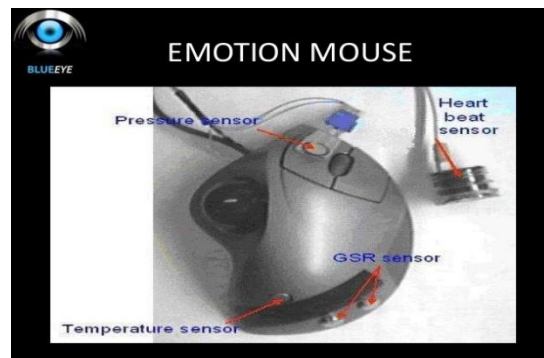 BLUEEYE
EMOTION MOUSE
Pressure sensor
Heart
beat
sensor
GSR sensor
Temperature sensor